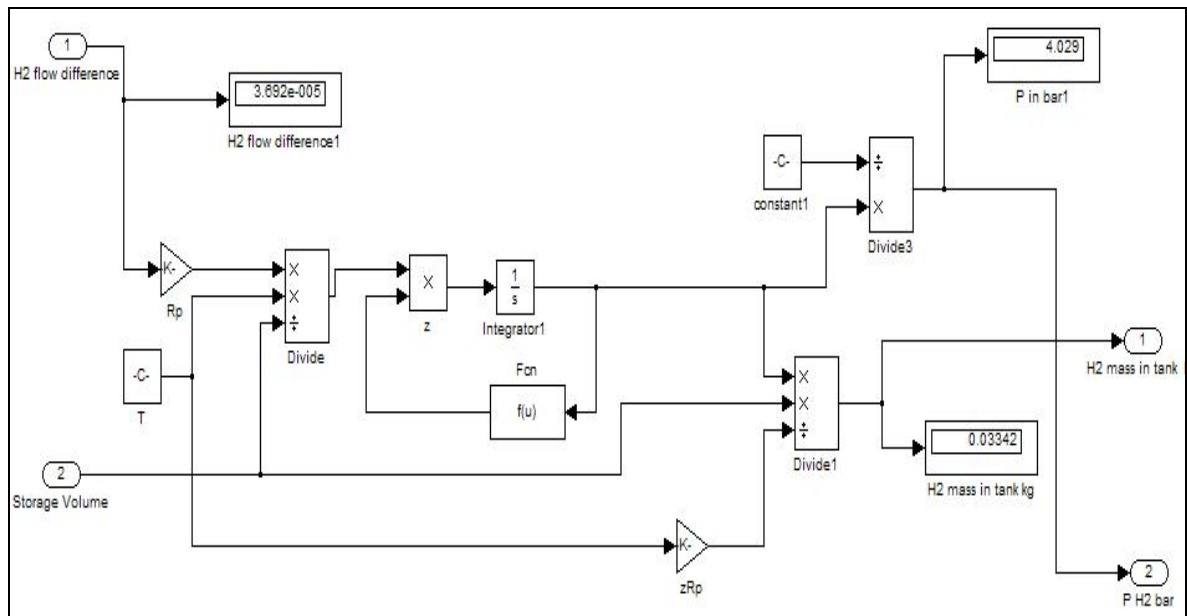 1
H2 flow difference
3.692e-005
H2 flow difference1
4.029
P in bar1
-C-
constant1
÷
X
Divide3
K-
Rp
X
X
÷
Divide
X
z
1
s
Integrator1
Fcn
f(u)
-C-
T
X
X
÷
Divide1
1
H2 mass in tank
0.03342
H2 mass in tank kg
2
Storage Volume
K-
zRp
2
P H2 bar